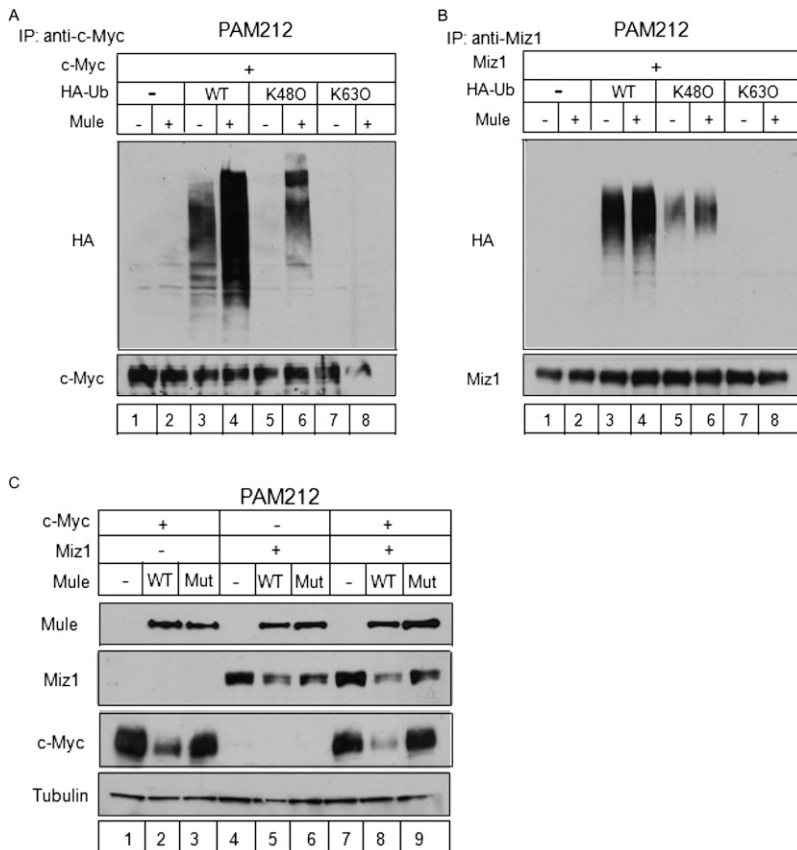 A
IP: anti-c-Myc PAM212
c-Myc +
HA-Ub - WT K48O K63O
Mule - + - + - + - +
HA
c-Myc
1 2 3 4 5 6 7 8
B
IP: anti-Miz1 PAM212
Miz1 +
HA-Ub - WT K48O K63O
Mule - + - + - + - +
HA
Miz1
1 2 3 4 5 6 7 8
C
PAM212
c-Myc + - +
Miz1 - + +
Mule - WT Mut - WT Mut - WT Mut
Mule
Miz1
c-Myc
Tubulin
1 2 3 4 5 6 7 8 9